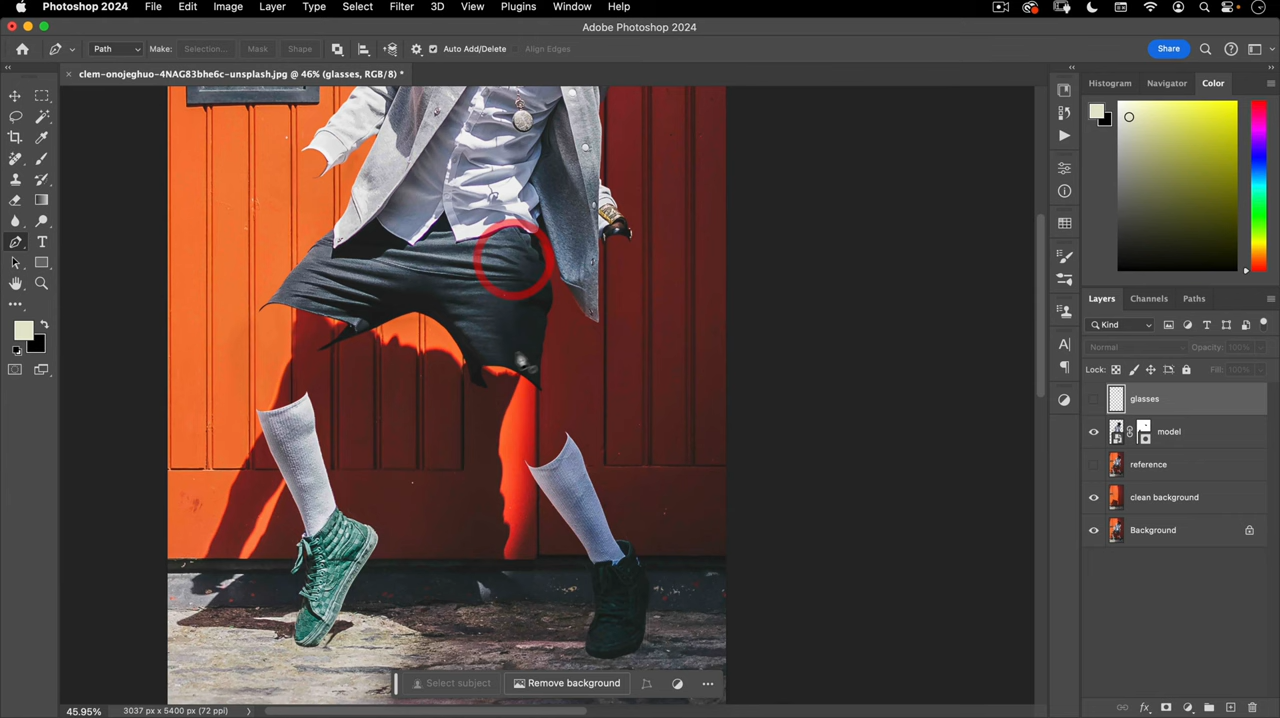 Photoshop 2024 File Edit Image Layer Type Select Filter 3D View Plugins Window Help
Adobe Photoshop 2024
Path Make: Selection... Mask Shape Auto Add/Delete Align Edges Share
clem-onojeghuo-4NAG83bhe6c-unsplash.jpg @ 46% (glasses, RGB/8) *
Histogram Navigator Color
Layers Channels Paths
Kind
Normal Opacity: 100%
Lock: Fill: 100%
glasses
model
reference
clean background
Background
Select subject Remove background
45.95% 3037 px x 5400 px (72 ppi)